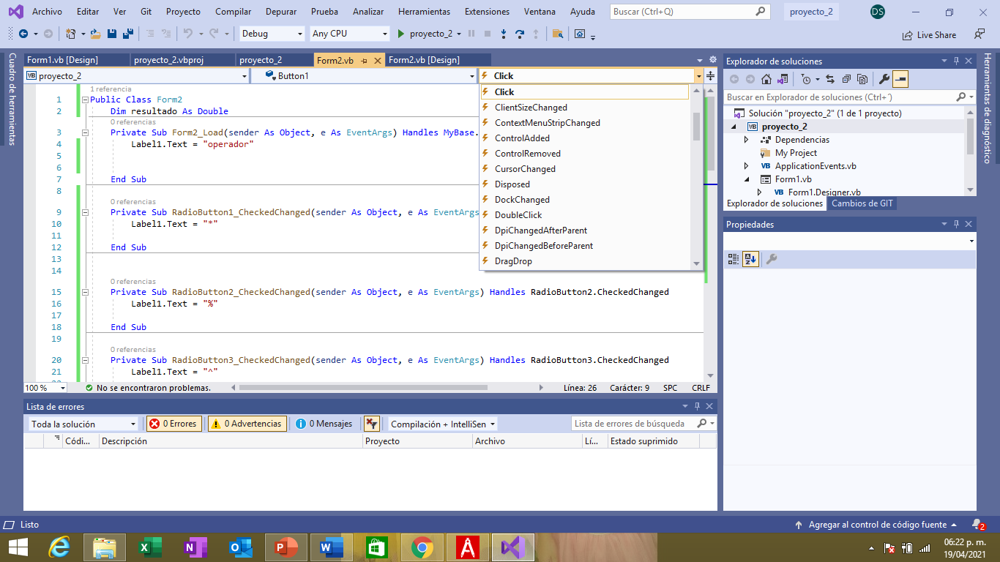 Archivo Editar Ver Git Proyecto Compilar Depurar Prueba Analizar Herramientas Extensiones Ventana Ayuda Buscar (Ctrl+Q) proyecto_2 DS
Debug Any CPU proyecto_2 Live Share
Cuadro de herramientas
Form1.vb [Design] proyecto_2.vbproj proyecto_2 Form2.vb Form2.vb [Design]
VB proyecto_2 Button1 Click
1 referencia
1 Public Class Form2
2 Dim resultado As Double
0 referencias
3 Private Sub Form2_Load(sender As Object, e As EventArgs) Handles MyBase.
4 Label1.Text = "operador"
5
6
7 End Sub
8
0 referencias
9 Private Sub RadioButton1_CheckedChanged(sender As Object, e As EventArgs
10 Label1.Text = "*"
11
12 End Sub
13
14
0 referencias
15 Private Sub RadioButton2_CheckedChanged(sender As Object, e As EventArgs) Handles RadioButton2.CheckedChanged
16 Label1.Text = "%"
17
18 End Sub
19
0 referencias
20 Private Sub RadioButton3_CheckedChanged(sender As Object, e As EventArgs) Handles RadioButton3.CheckedChanged
21 Label1.Text = "^"
Click
ClientSizeChanged
ContextMenuStripChanged
ControlAdded
ControlRemoved
CursorChanged
Disposed
DockChanged
DoubleClick
DpiChangedAfterParent
DpiChangedBeforeParent
DragDrop
100 % No se encontraron problemas. Línea: 26 Carácter: 9 SPC CRLF
Lista de errores
Toda la solución 0 Errores 0 Advertencias 0 Mensajes Compilación + IntelliSen Lista de errores de búsqueda
Códi... Descripción Proyecto Archivo Lí... Estado suprimido
Explorador de soluciones
Buscar en Explorador de soluciones (Ctrl+´)
Solución "proyecto_2" (1 de 1 proyecto)
VB proyecto_2
Dependencias
My Project
VB ApplicationEvents.vb
Form1.vb
VB Form1.Designer.vb
Explorador de soluciones Cambios de GIT
Propiedades
Herramientas de diagnóstico
Listo Agregar al control de código fuente 2
06:22 p. m.
19/04/2021